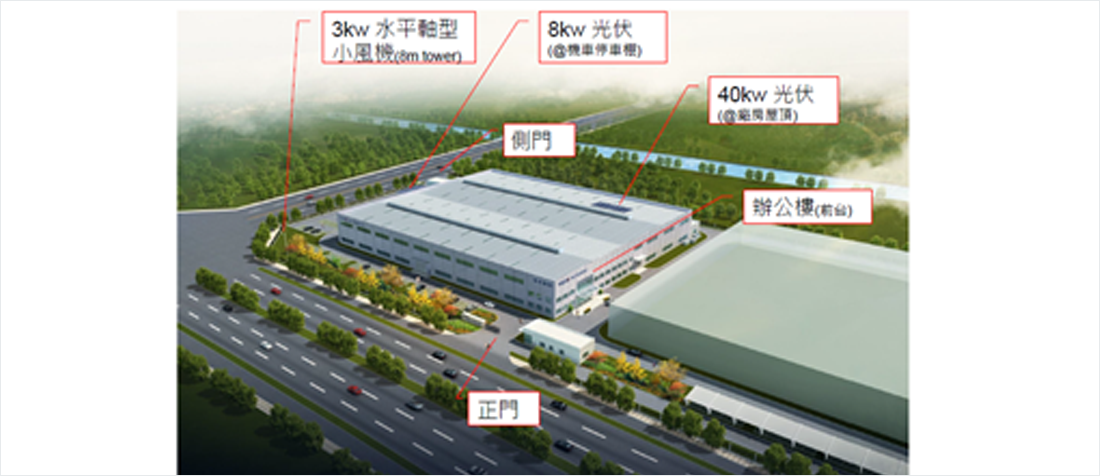 3kw 水平軸型
小風機(8m tower)
8kw 光伏
(@機車停車棚)
40kw 光伏
(@廠房屋頂)
側門
辦公樓(前台)
正門